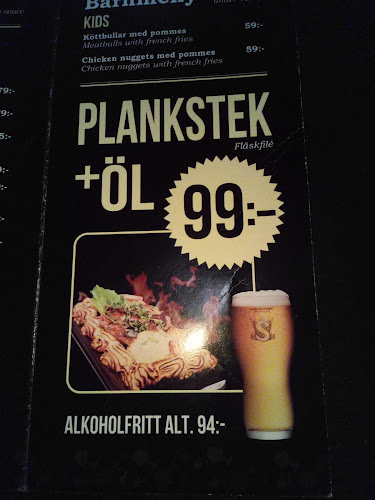 Barnmeny
KIDS
Köttbullar med pommes 59:-
Meatballs with french fries
Chicken nuggets med pommes 59:-
Chicken nuggets with french fries
PLANKSTEK
Fläskfilé
+ÖL
99:-
S
ALKOHOLFRITT ALT. 94:-